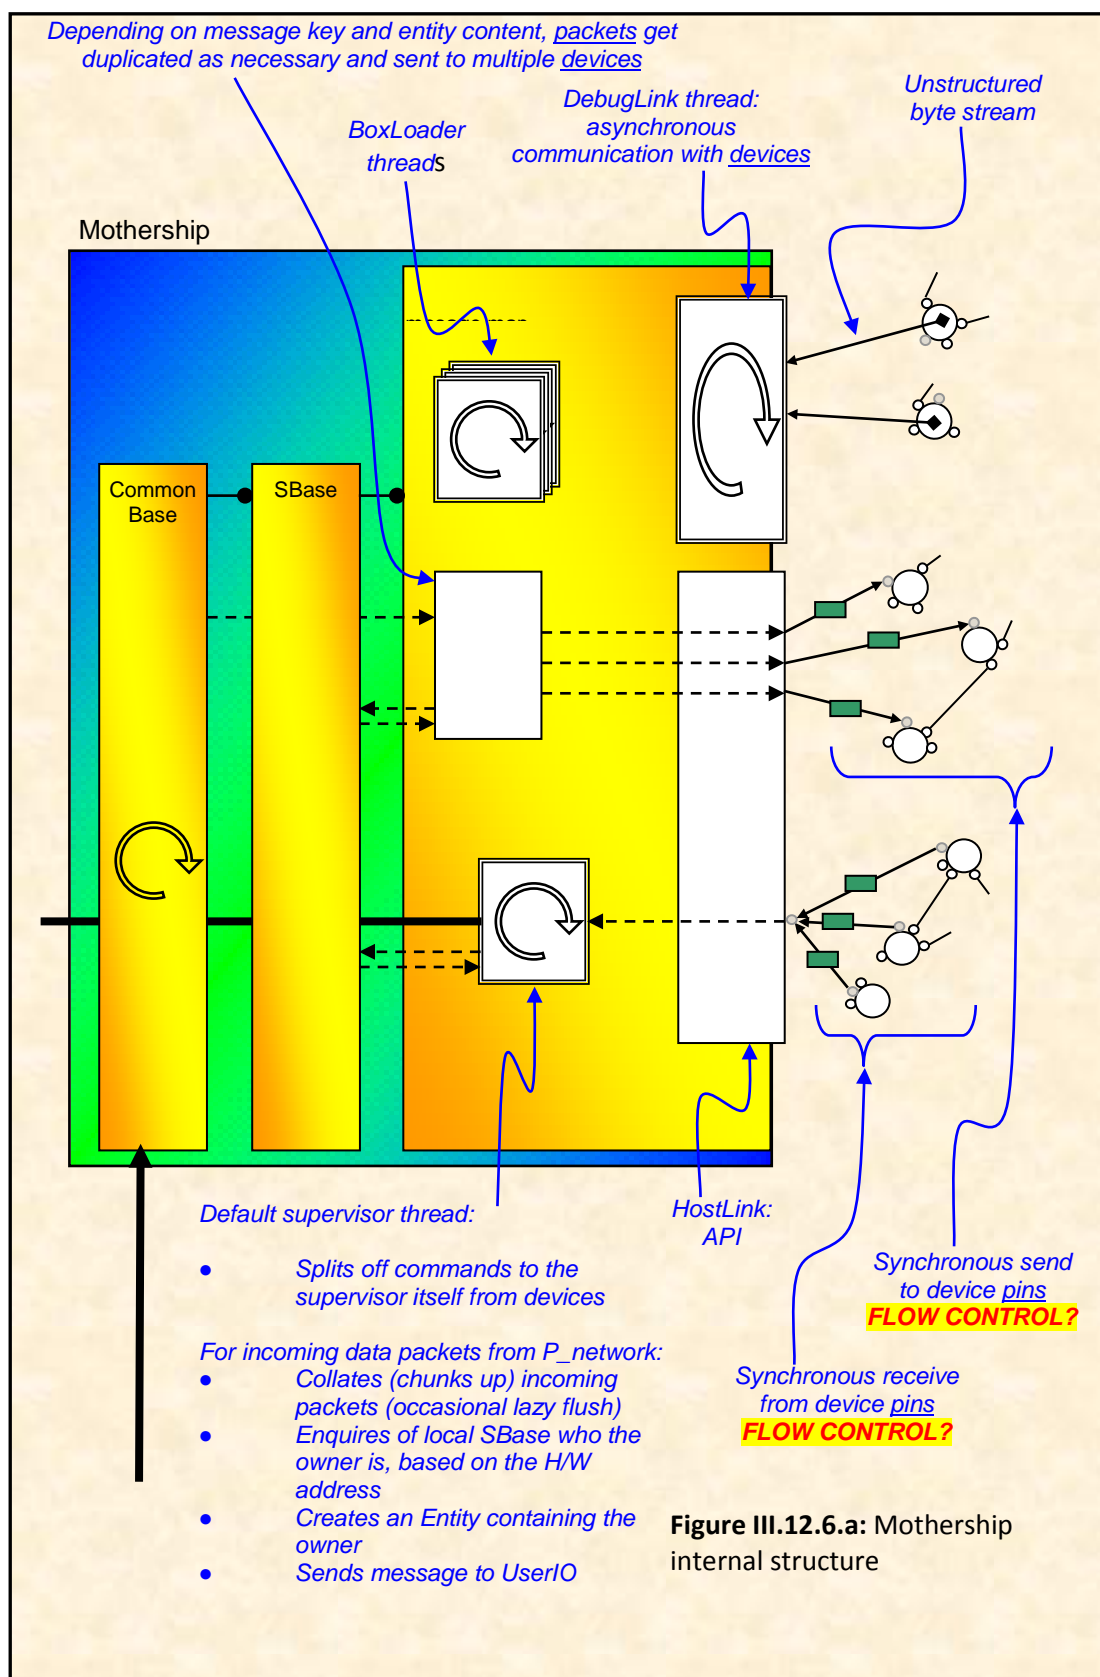 Depending on message key and entity content, packets get
duplicated as necessary and sent to multiple devices
BoxLoader
threads
DebugLink thread:
asynchronous
communication with devices
Unstructured
byte stream
Mothership
Common
Base
SBase
Default supervisor thread:
● Splits off commands to the
supervisor itself from devices
For incoming data packets from P_network:
● Collates (chunks up) incoming
packets (occasional lazy flush)
● Enquires of local SBase who the
owner is, based on the H/W
address
● Creates an Entity containing the
owner
● Sends message to UserIO
HostLink:
API
Synchronous send
to device pins
FLOW CONTROL?
Synchronous receive
from device pins
FLOW CONTROL?
Figure III.12.6.a: Mothership
internal structure